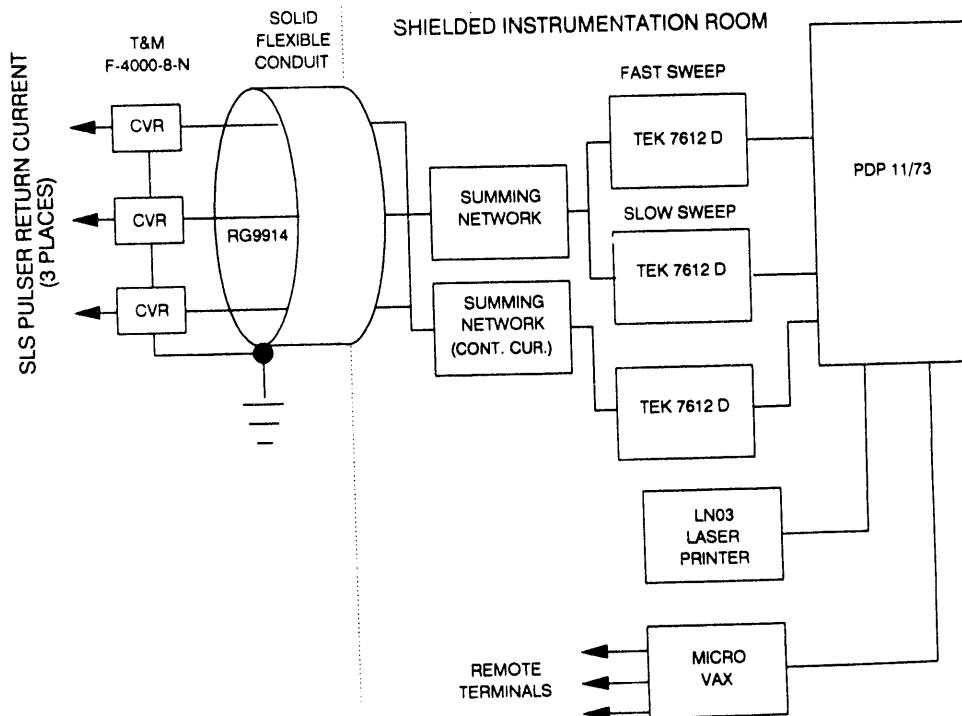 SHIELDED INSTRUMENTATION ROOM
SOLID
FLEXIBLE
CONDUIT
T&M
F-4000-8-N
SLS PULSER RETURN CURRENT
(3 PLACES)
CVR
CVR
CVR
RG9914
SUMMING
NETWORK
SUMMING
NETWORK
(CONT. CUR.)
FAST SWEEP
TEK 7612 D
SLOW SWEEP
TEK 7612 D
TEK 7612 D
PDP 11/73
LN03
LASER
PRINTER
MICRO
VAX
REMOTE
TERMINALS